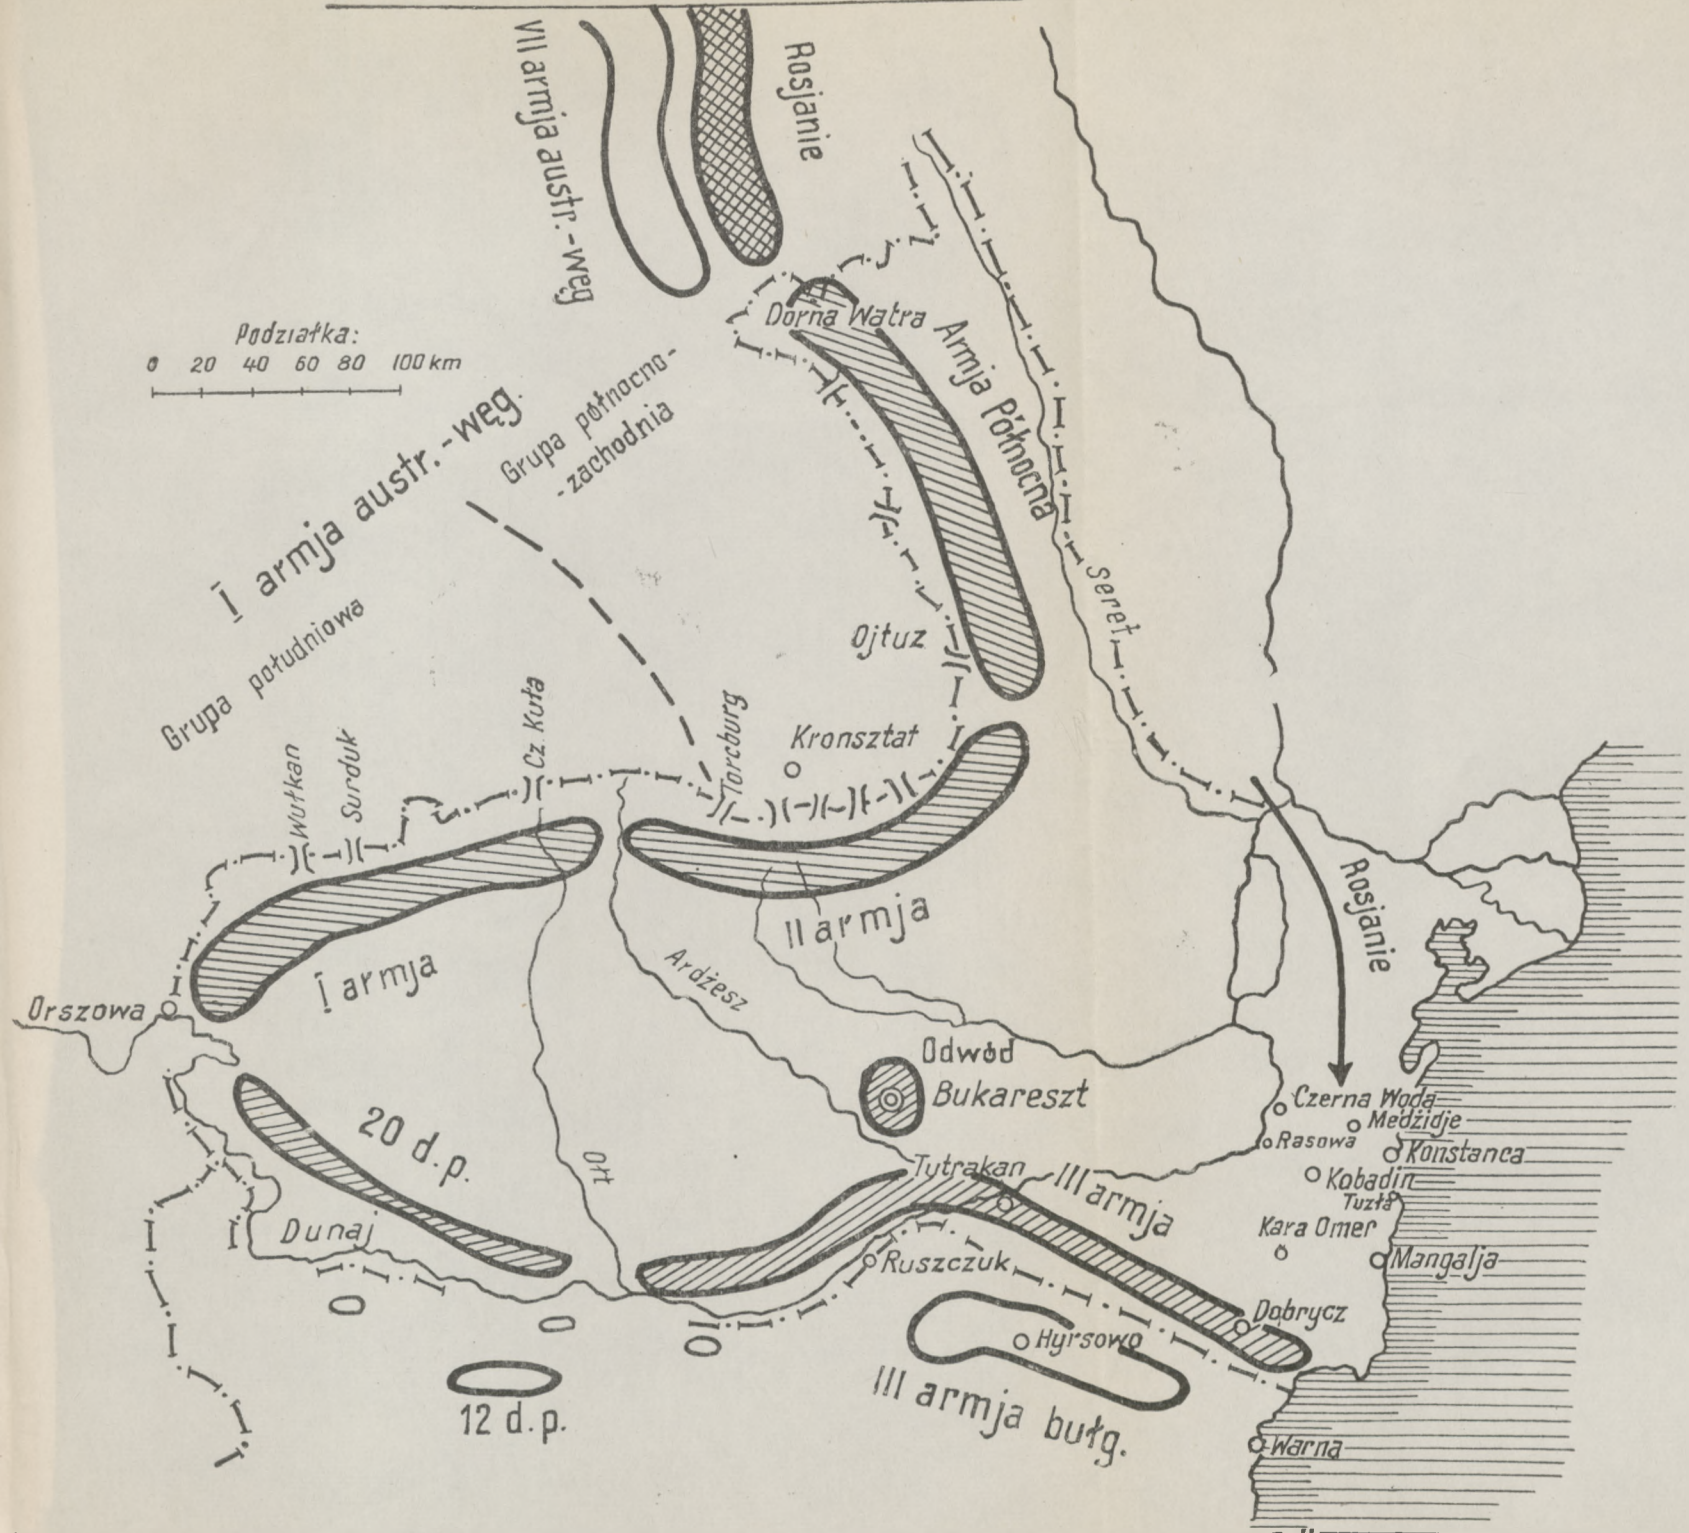 VII armja austr.-węg
Rosjanie
Podziałka:
0 20 40 60 80 100 km
Dorna Watra
Armja Północna
Grupa północno-
-zachodnia
I armja austr.-węg.
Grupa południowa
Seret
Ojtuz
Wułkan
Surduk
Cz. Kuła
Torcburg
Kronsztat
Rosjanie
II armja
I armja
Ardżesz
Orszowa
Odwód
Bukareszt
Czerna Woda
Medżidje
Rasowa
Konstanca
Kobadin
Tuzła
20 d.p.
Ołt
Tutrakan
III armja
Kara Omer
Dunaj
Ruszczuk
Mangalja
Dobrycz
Hyrsowo
III armja bułg.
12 d.p.
Warna